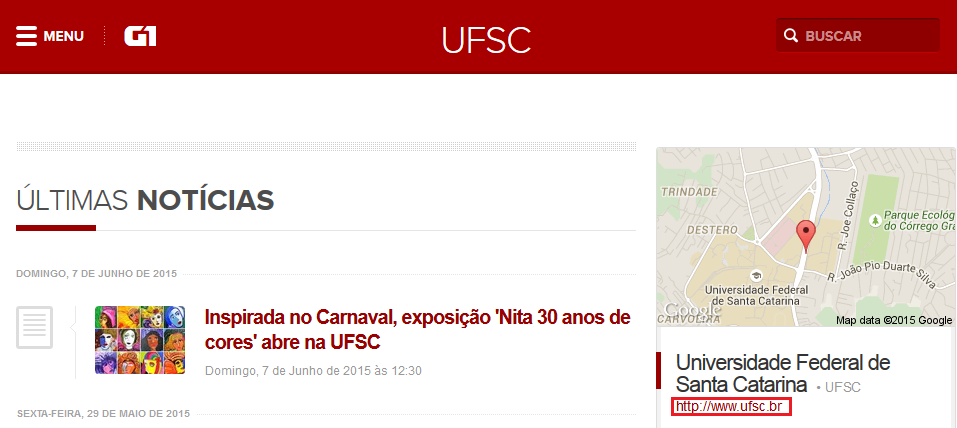 MENU
G1
UFSC
BUSCAR
ÚLTIMAS NOTÍCIAS
DOMINGO, 7 DE JUNHO DE 2015
Inspirada no Carnaval, exposição 'Nita 30 anos de
cores' abre na UFSC
Domingo, 7 de Junho de 2015 às 12:30
SEXTA-FEIRA, 29 DE MAIO DE 2015
TRINDADE
DESTERO
R. Joe Collaço
Parque Ecológ
do Córrego Gra
R. João Pio Duarte Silva
Universidade Federal
de Santa Catarina
Google
CARVOEIRA
Map data ©2015 Google
Universidade Federal de
Santa Catarina • UFSC
http://www.ufsc.br